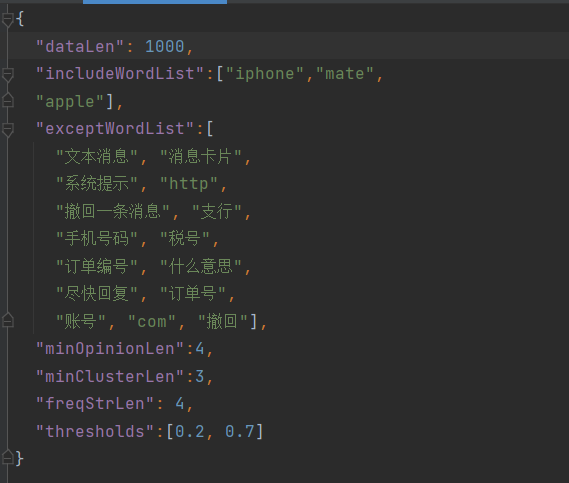 {
"dataLen": 1000,
"includeWordList":["iphone","mate",
"apple"],
"exceptWordList":[
"文本消息", "消息卡片",
"系统提示", "http",
"撤回一条消息", "支行",
"手机号码", "税号",
"订单编号", "什么意思",
"尽快回复", "订单号",
"账号", "com", "撤回"],
"minOpinionLen":4,
"minClusterLen":3,
"freqStrLen": 4,
"thresholds":[0.2, 0.7]
}